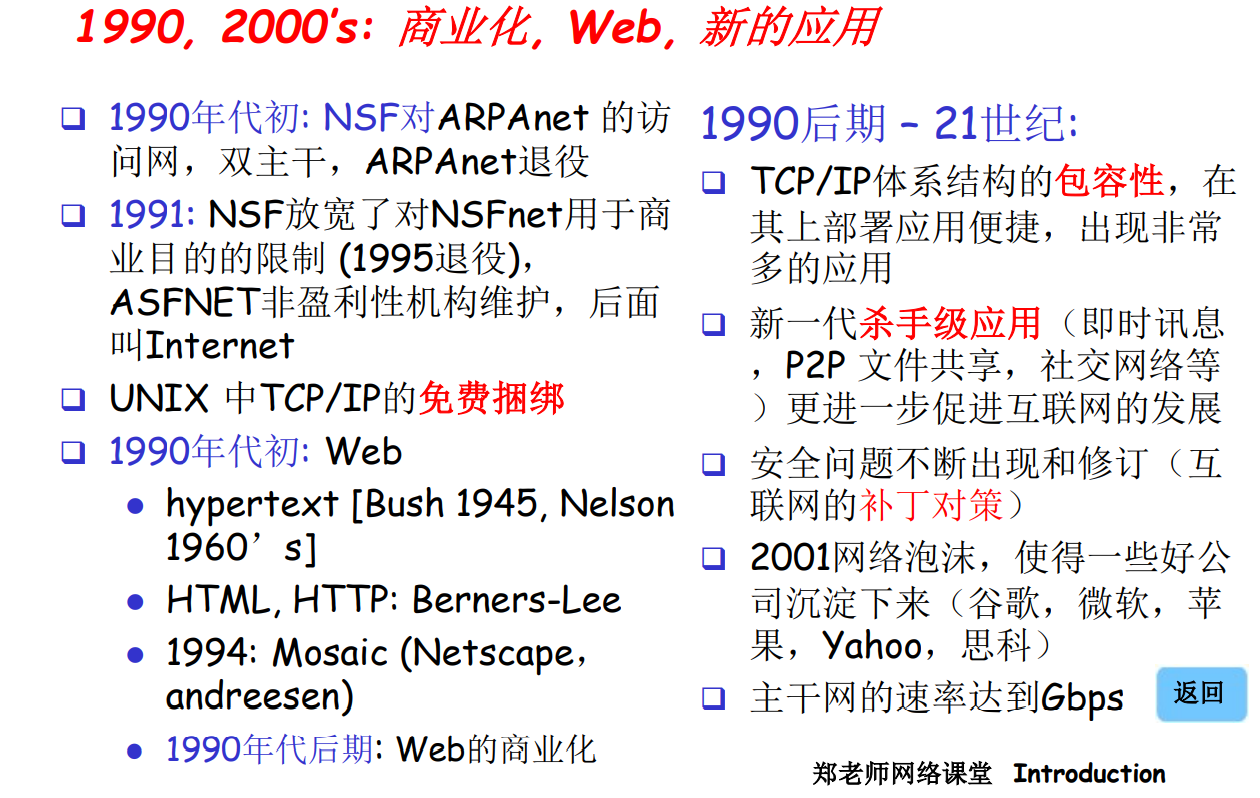 1990, 2000's: 商业化, Web, 新的应用
❑ 1990年代初: NSF对ARPAnet 的访
问网，双主干，ARPAnet退役
❑ 1991: NSF放宽了对NSFnet用于商
业目的的限制 (1995退役)，
ASFNET非盈利性机构维护，后面
叫Internet
❑ UNIX 中TCP/IP的免费捆绑
❑ 1990年代初: Web
• hypertext [Bush 1945, Nelson
1960’s]
• HTML, HTTP: Berners-Lee
• 1994: Mosaic (Netscape，
andreesen)
• 1990年代后期: Web的商业化
1990后期 – 21世纪:
❑ TCP/IP体系结构的包容性，在
其上部署应用便捷，出现非常
多的应用
❑ 新一代杀手级应用（即时讯息
，P2P 文件共享，社交网络等
）更进一步促进互联网的发展
❑ 安全问题不断出现和修订（互
联网的补丁对策）
❑ 2001网络泡沫，使得一些好公
司沉淀下来（谷歌，微软，苹
果，Yahoo，思科）
❑ 主干网的速率达到Gbps
返回
郑老师网络课堂 Introduction